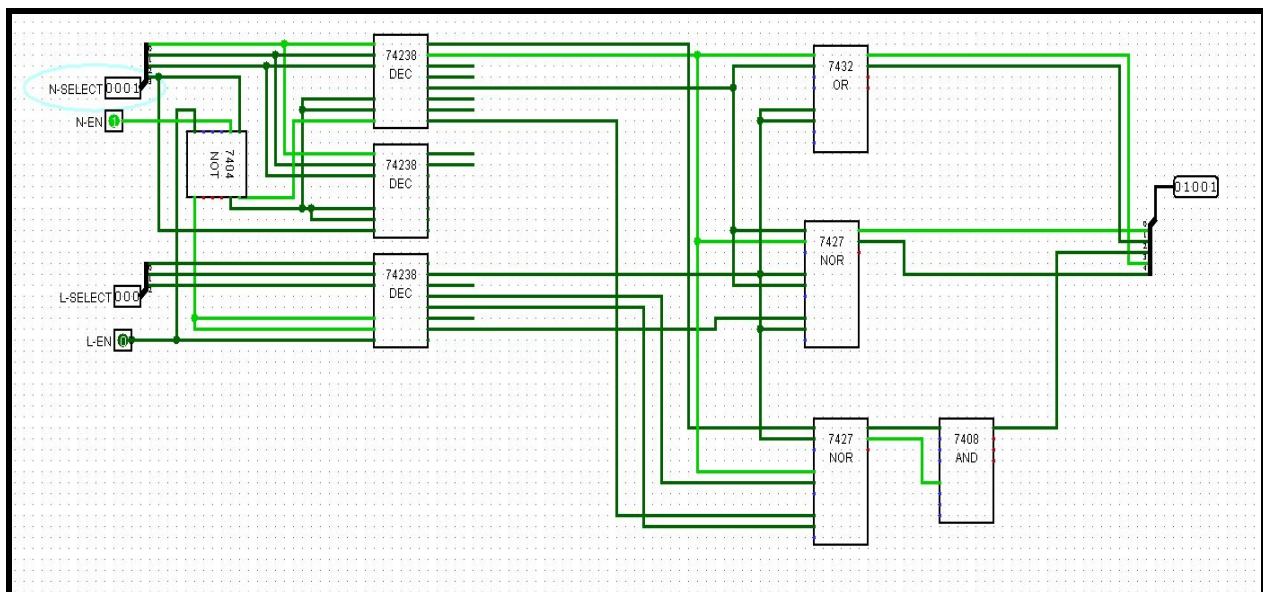 74238
DEC
7432
OR
N-SELECT 0001
N-EN 1
7404
NOT
74238
DEC
01001
7427
NOR
74238
DEC
L-SELECT 000
L-EN 0
7427
NOR
7408
AND